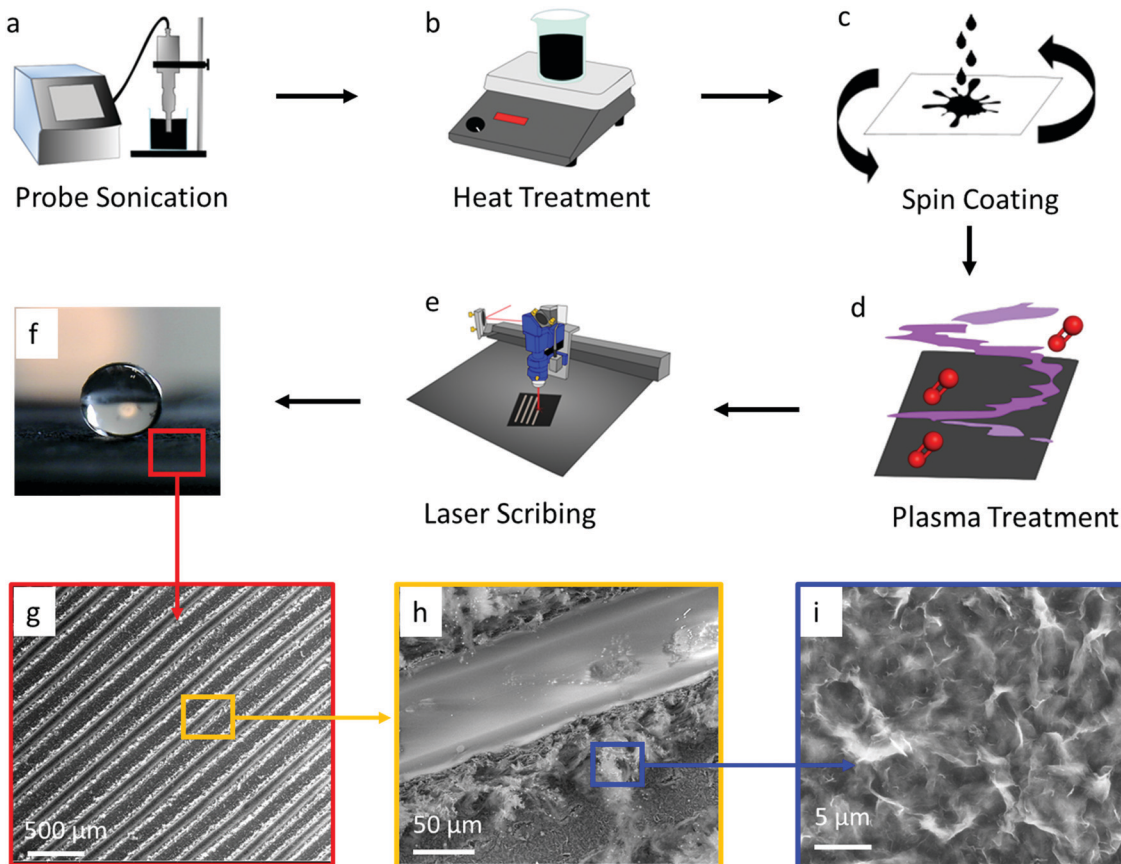 a
b
c
Probe Sonication
Heat Treatment
Spin Coating
f
e
d
Laser Scribing
Plasma Treatment
g
h
i
500 µm
50 µm
5 µm